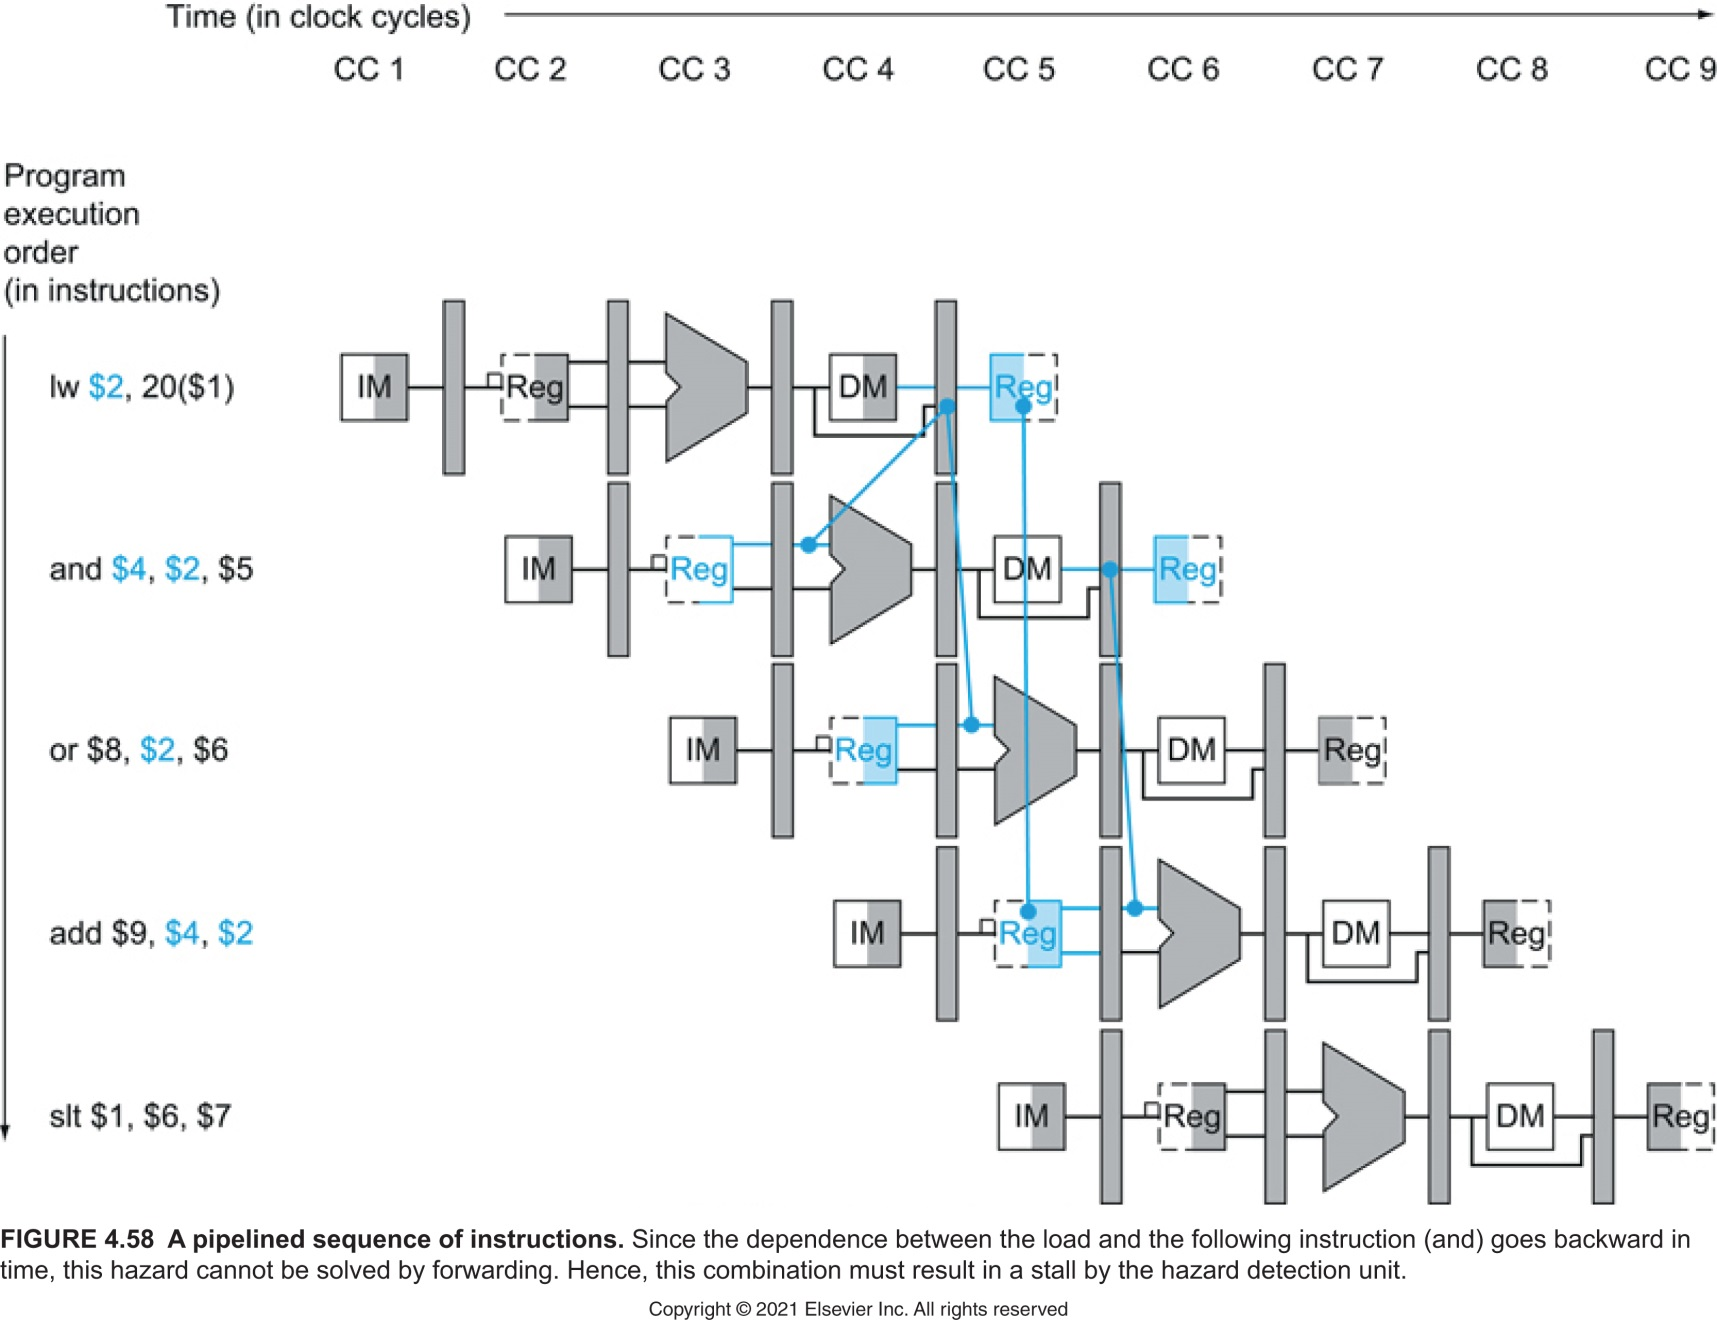 Time (in clock cycles)
CC 1 CC 2 CC 3 CC 4 CC 5 CC 6 CC 7 CC 8 CC 9
Program
execution
order
(in instructions)
lw $2, 20($1) IM Reg DM Reg
and $4, $2, $5 IM Reg DM Reg
or $8, $2, $6 IM Reg DM Reg
add $9, $4, $2 IM Reg DM Reg
slt $1, $6, $7 IM Reg DM Reg
FIGURE 4.58 A pipelined sequence of instructions. Since the dependence between the load and the following instruction (and) goes backward in
time, this hazard cannot be solved by forwarding. Hence, this combination must result in a stall by the hazard detection unit.
Copyright © 2021 Elsevier Inc. All rights reserved